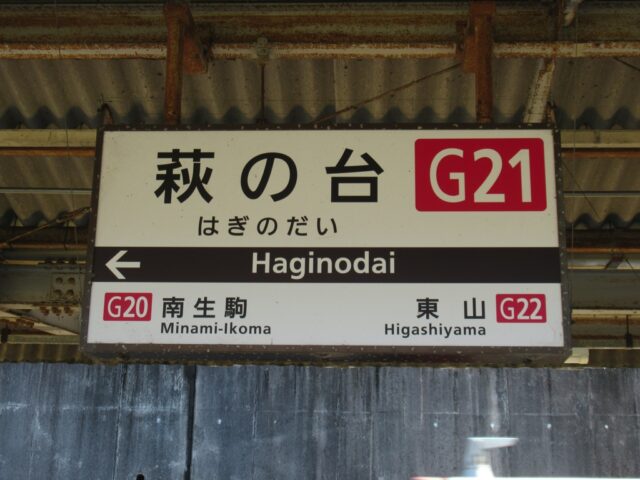 萩の台 G21
はぎのだい
← Haginodai
G20 南生駒 東山 G22
Minami-Ikoma Higashiyama